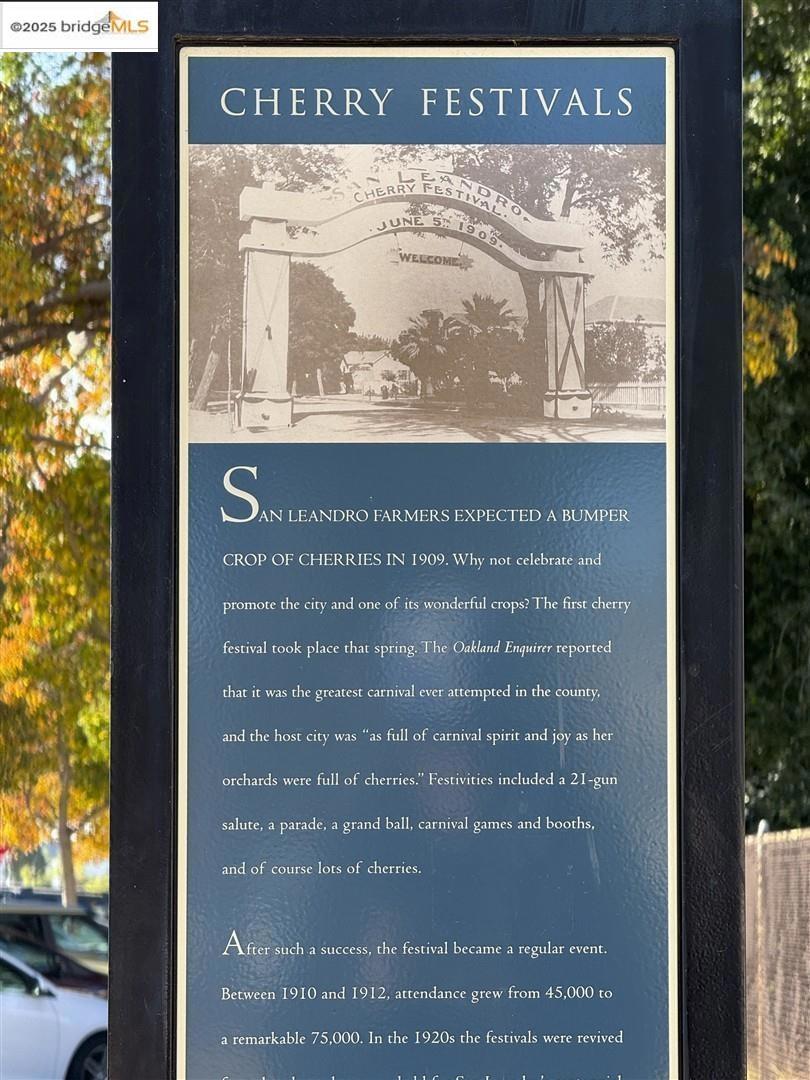 ©2025 bridgeMLS
CHERRY FESTIVALS
SAN LEANDRO
CHERRY FESTIVAL.
JUNE 5TH 1909.
WELCOME
SAN LEANDRO FARMERS EXPECTED A BUMPER
CROP OF CHERRIES IN 1909. Why not celebrate and
promote the city and one of its wonderful crops? The first cherry
festival took place that spring. The Oakland Enquirer reported
that it was the greatest carnival ever attempted in the county,
and the host city was “as full of carnival spirit and joy as her
orchards were full of cherries.” Festivities included a 21-gun
salute, a parade, a grand ball, carnival games and booths,
and of course lots of cherries.
After such a success, the festival became a regular event.
Between 1910 and 1912, attendance grew from 45,000 to
a remarkable 75,000. In the 1920s the festivals were revived